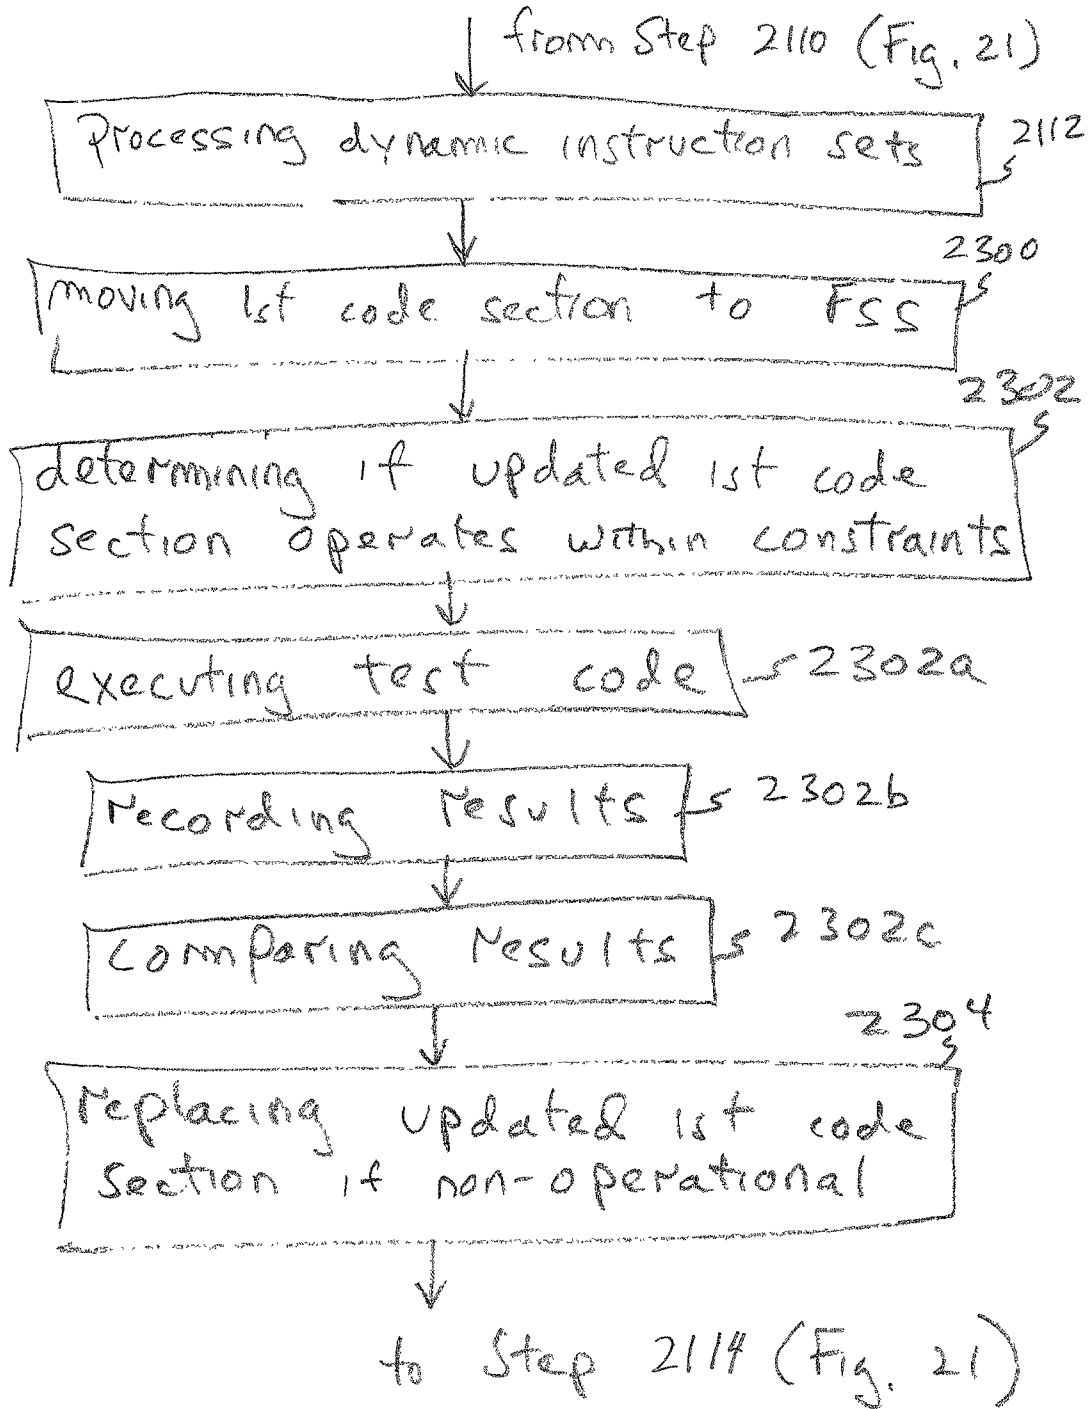 from Step 2110 (Fig. 21)
Processing dynamic instruction sets
2112
2300
moving 1st code section to FSS
2302
determining if updated 1st code
section operates within constraints
executing test code
2302a
recording results
2302b
comparing results
2302c
2304
replacing updated 1st code
section if non-operational
to Step 2114 (Fig. 21)